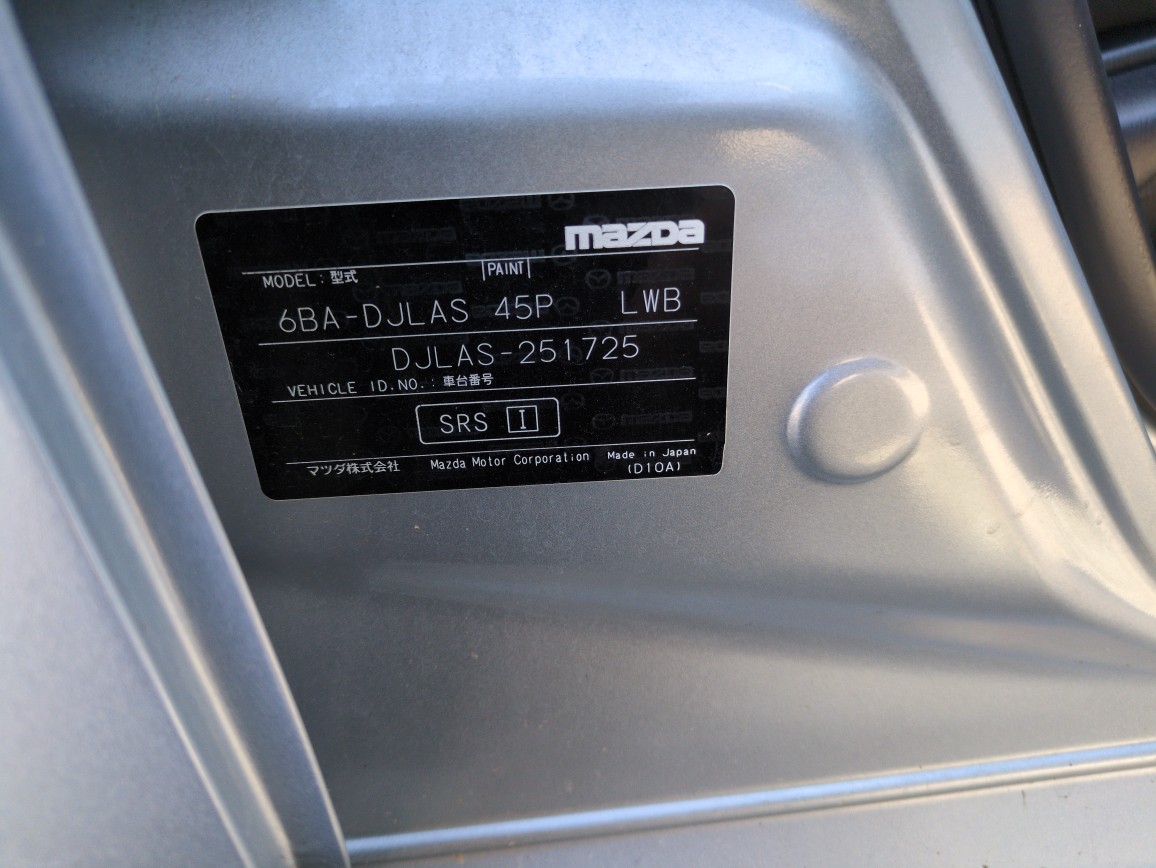 mazda
MODEL : 型式 PAINT
6BA-DJLAS 45P LWB
DJLAS-251725
VEHICLE ID.NO. : 車台番号
SRS I
マツダ株式会社 Mazda Motor Corporation Made in Japan
(D10A)